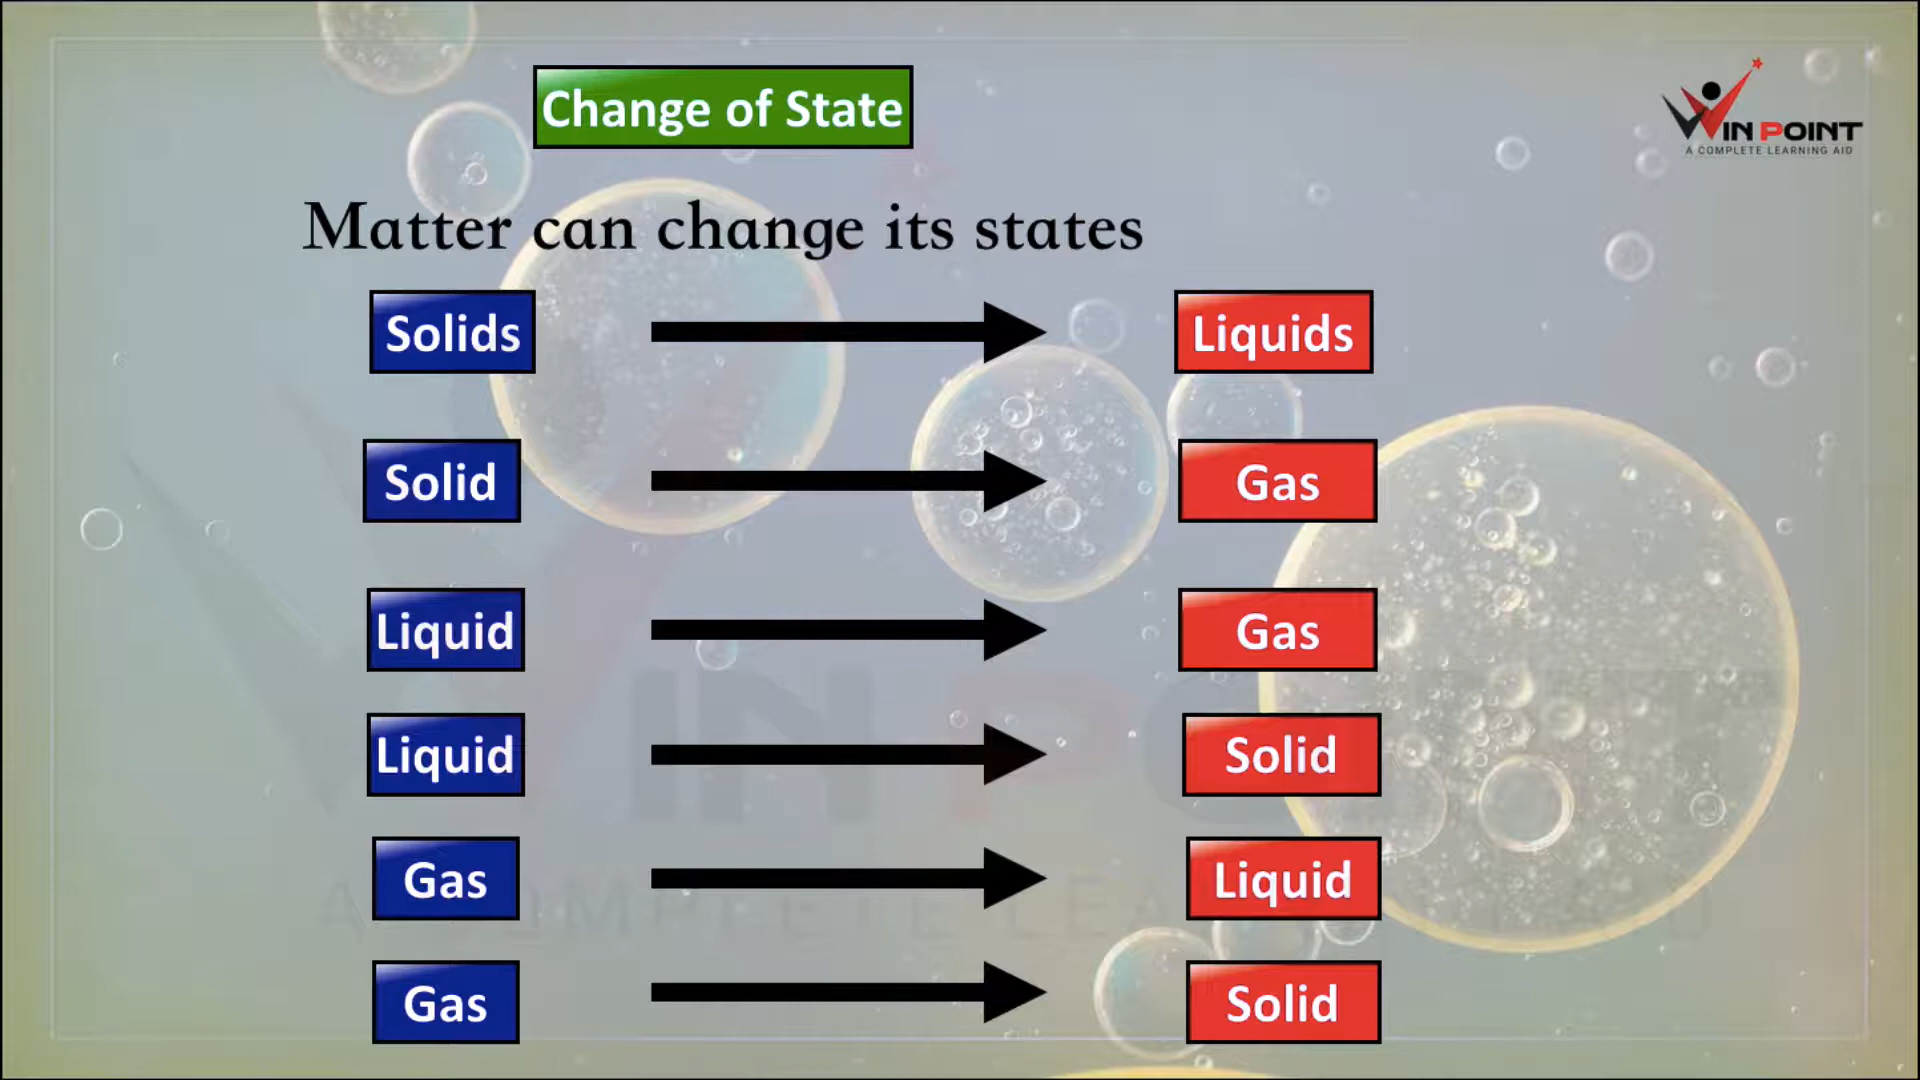 Change of State
WIN POINT
A COMPLETE LEARNING AID
Matter can change its states
Solids Liquids
Solid Gas
Liquid Gas
Liquid Solid
Gas Liquid
Gas Solid